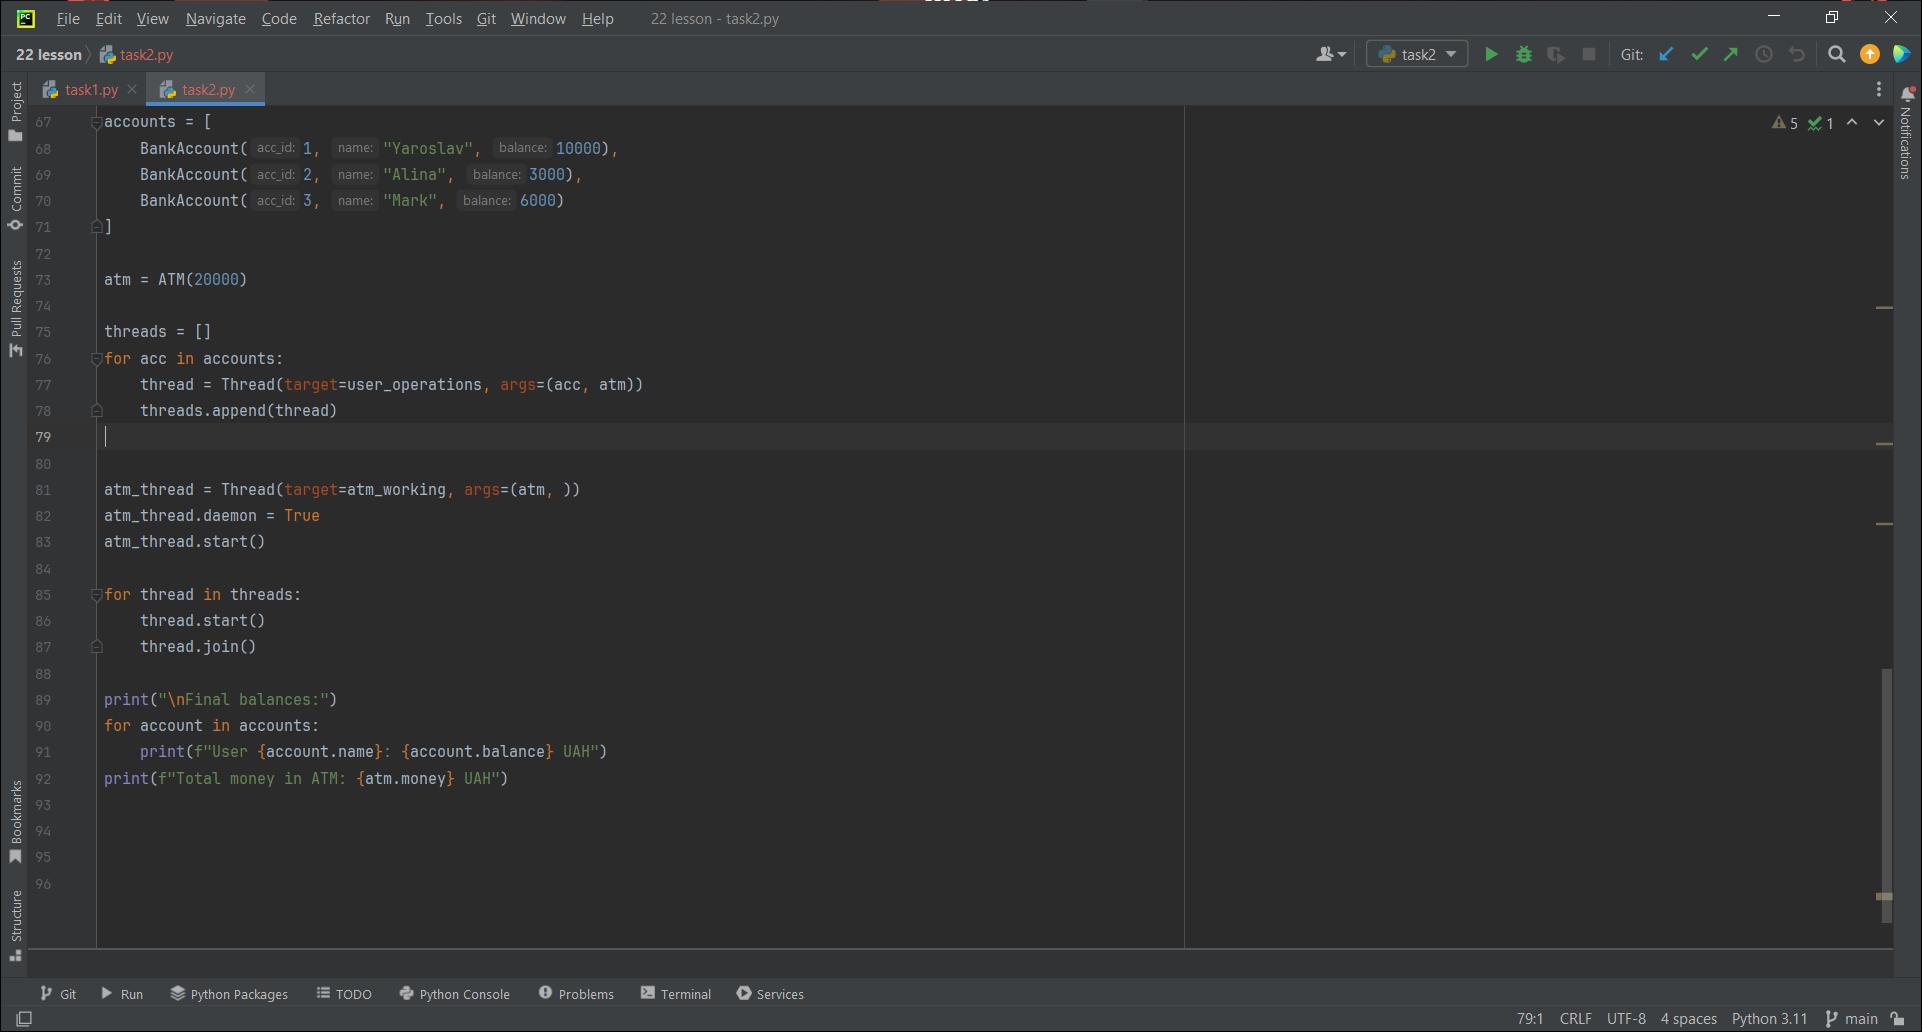 File Edit View Navigate Code Refactor Run Tools Git Window Help 22 lesson - task2.py
22 lesson task2.py task2 Git:
task1.py task2.py
Project
Commit
Pull Requests
Bookmarks
Structure
Notifications
5 1
67 accounts = [
68 BankAccount( acc_id: 1, name: "Yaroslav", balance: 10000),
69 BankAccount( acc_id: 2, name: "Alina", balance: 3000),
70 BankAccount( acc_id: 3, name: "Mark", balance: 6000)
71 ]
72
73 atm = ATM(20000)
74
75 threads = []
76 for acc in accounts:
77 thread = Thread(target=user_operations, args=(acc, atm))
78 threads.append(thread)
79
80
81 atm_thread = Thread(target=atm_working, args=(atm, ))
82 atm_thread.daemon = True
83 atm_thread.start()
84
85 for thread in threads:
86 thread.start()
87 thread.join()
88
89 print("\nFinal balances:")
90 for account in accounts:
91 print(f"User {account.name}: {account.balance} UAH")
92 print(f"Total money in ATM: {atm.money} UAH")
93
94
95
96
Git Run Python Packages TODO Python Console Problems Terminal Services
79:1 CRLF UTF-8 4 spaces Python 3.11 main